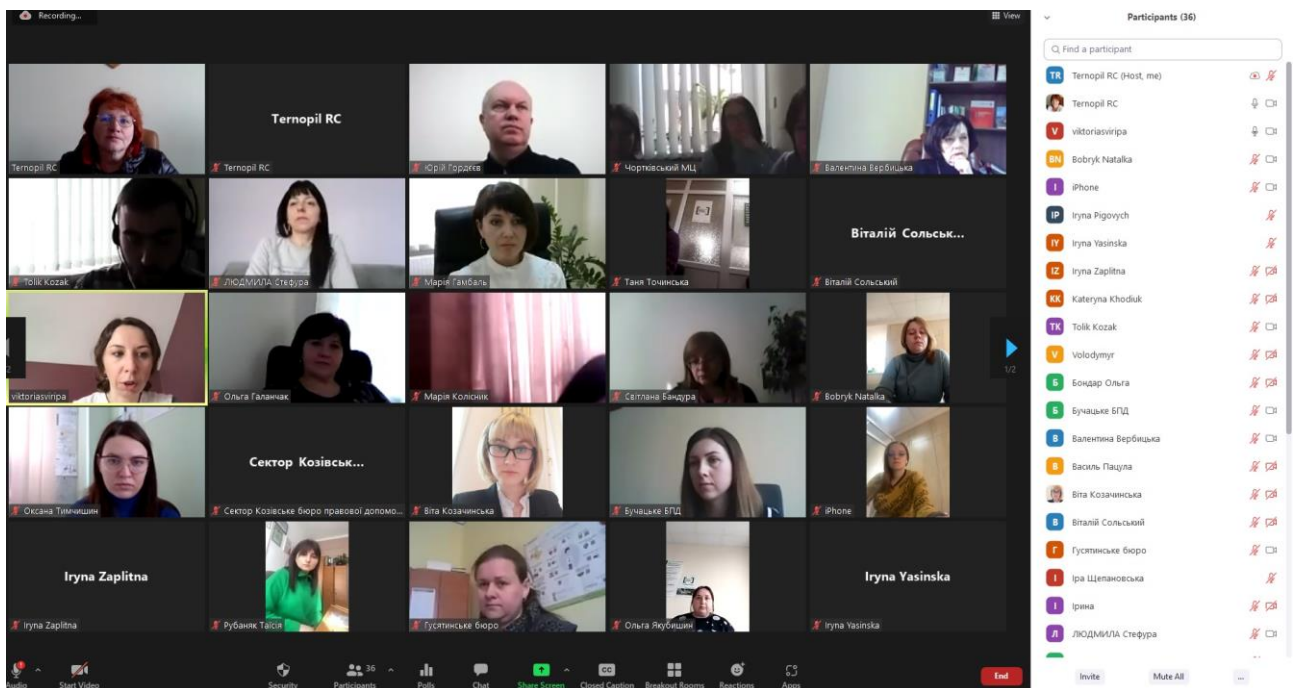 Recording...
View
Ternopil RC
Ternopil RC
Ternopil RC
Юрій Гордєєв
Чортківський МЦ
Валентина Вербицька
Tolik Kozak
ЛЮДМИЛА Стефура
Марія Гамбаль
Таня Точинська
Віталій Сольськ...
Віталій Сольський
viktoriasviripa
Ольга Галанчак
Марія Колісник
Світлана Бандура
Bobryk Natalka
1/2
Оксана Тимчишин
Сектор Козівськ...
Сектор Козівське бюро правової допомо...
Віта Козачинська
Бучацьке БПД
iPhone
Iryna Zaplitna
Iryna Zaplitna
Рубаняк Таїсія
Гусятинське бюро
Ольга Якубишин
Iryna Yasinska
Iryna Yasinska
Audio
Start Video
Security
36
Participants
Polls
Chat
Share Screen
CC
Closed Caption
Breakout Rooms
Reactions
Apps
End
Participants (36)
Find a participant
TR Ternopil RC (Host, me)
Ternopil RC
V viktoriasviripa
BN Bobryk Natalka
I iPhone
IP Iryna Pigovych
IY Iryna Yasinska
IZ Iryna Zaplitna
KK Kateryna Khodiuk
TK Tolik Kozak
V Volodymyr
Б Бондар Ольга
Б Бучацьке БПД
В Валентина Вербицька
В Василь Пацула
Віта Козачинська
В Віталій Сольський
Г Гусятинське бюро
І Іра Щепановська
І Ірина
Л ЛЮДМИЛА Стефура
Invite
Mute All
...